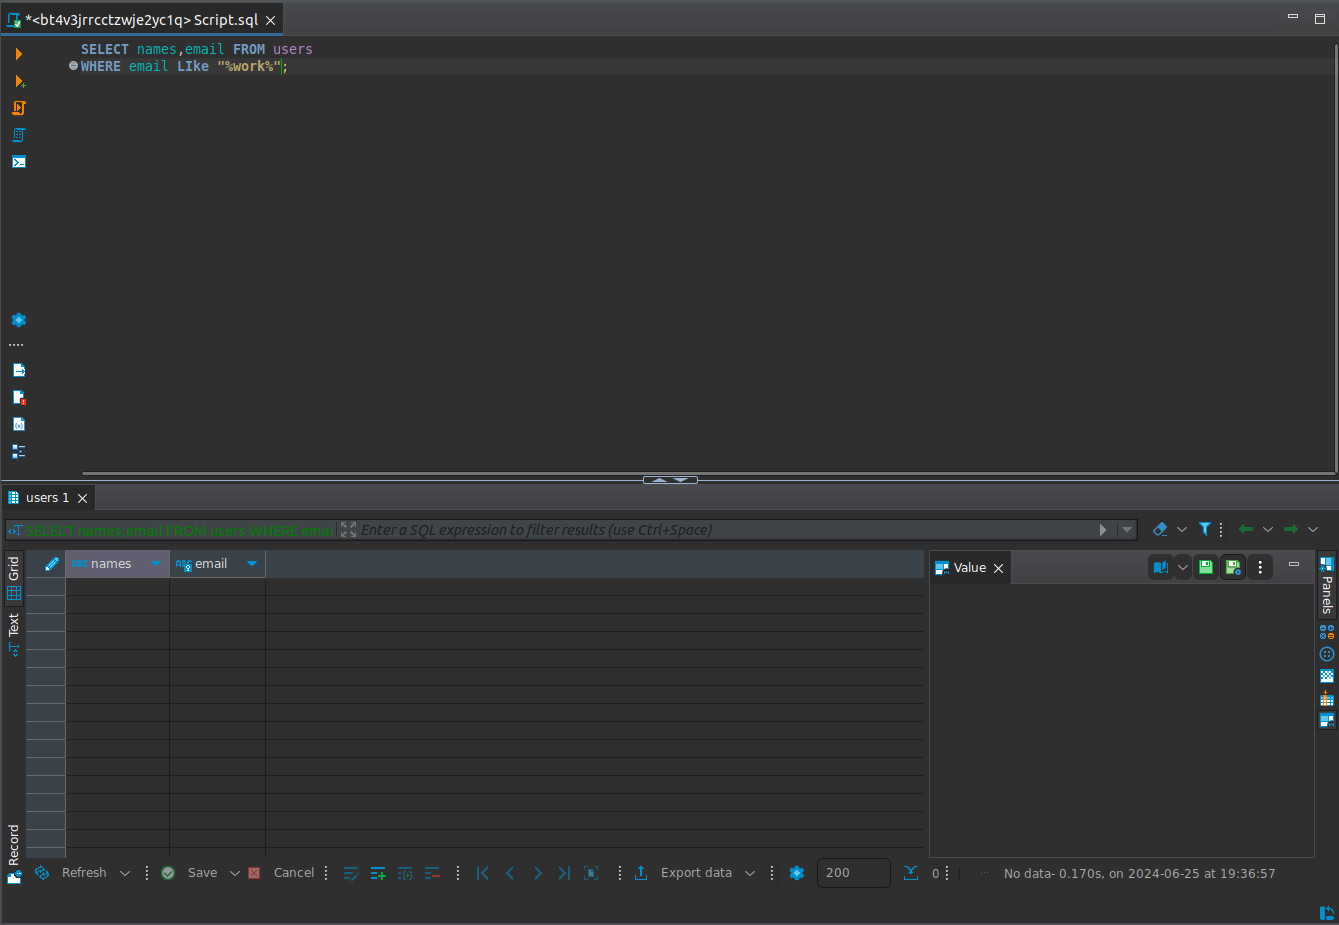 *<bt4v3jrrcctzwje2yc1q> Script.sql
SELECT names,email FROM users
WHERE email LIke "%work%";
users 1
SELECT names,email FROM users WHERE emai
Enter a SQL expression to filter results (use Ctrl+Space)
Grid
Text
Record
ABC names
ABC email
Value
Panels
Refresh
Save
Cancel
Export data
200
0
No data- 0.170s, on 2024-06-25 at 19:36:57